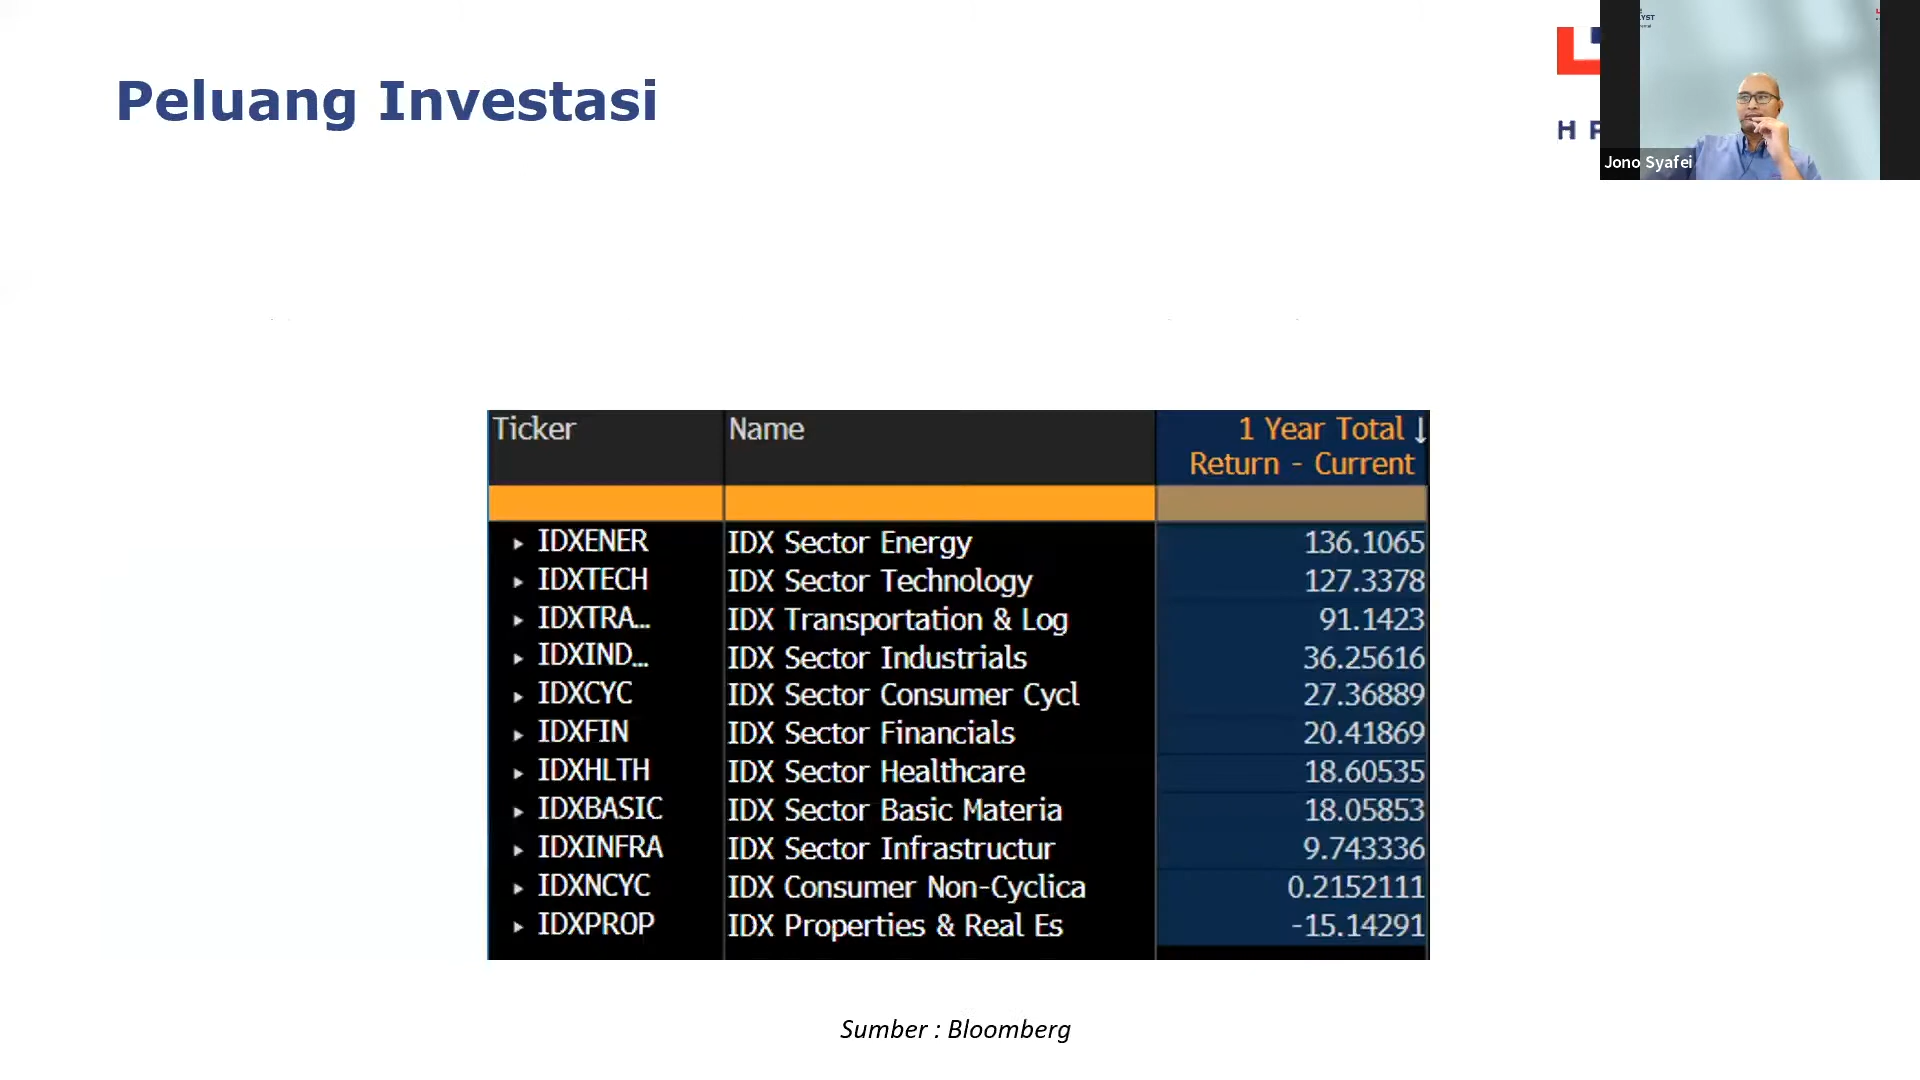 Peluang Investasi
H
Jono Syafei
Ticker Name 1 Year Total ↓
Return - Current
IDXENER IDX Sector Energy 136.1065
IDXTECH IDX Sector Technology 127.3378
IDXTRA... IDX Transportation & Log 91.1423
IDXIND... IDX Sector Industrials 36.25616
IDXCYC IDX Sector Consumer Cycl 27.36889
IDXFIN IDX Sector Financials 20.41869
IDXHLTH IDX Sector Healthcare 18.60535
IDXBASIC IDX Sector Basic Materia 18.05853
IDXINFRA IDX Sector Infrastructur 9.743336
IDXNCYC IDX Consumer Non-Cyclica 0.2152111
IDXPROP IDX Properties & Real Es -15.14291
Sumber : Bloomberg